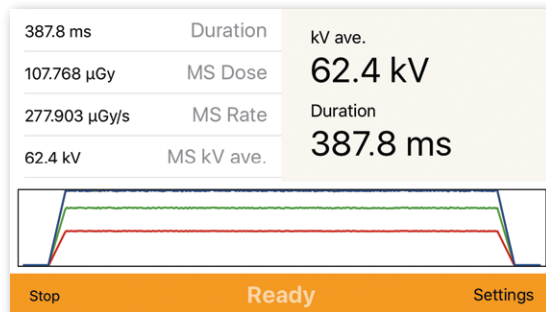 387.8 ms Duration
107.768 μGy MS Dose
277.903 μGy/s MS Rate
62.4 kV MS kV ave.
kV ave.
62.4 kV
Duration
387.8 ms
Stop Ready Settings